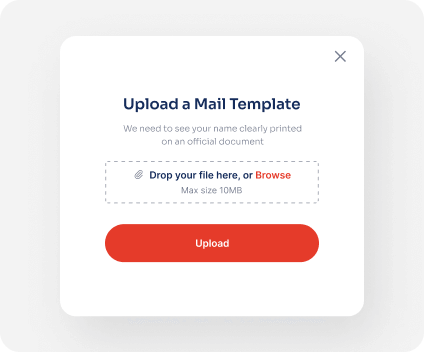 Upload a Mail Template
We need to see your name clearly printed
on an official document
Drop your file here, or Browse
Max size 10MB
Upload